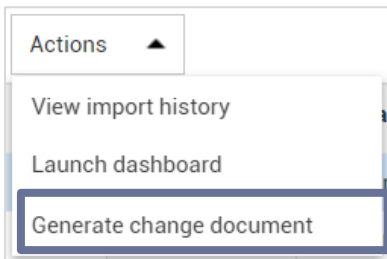 Actions
View import history
Launch dashboard
Generate change document